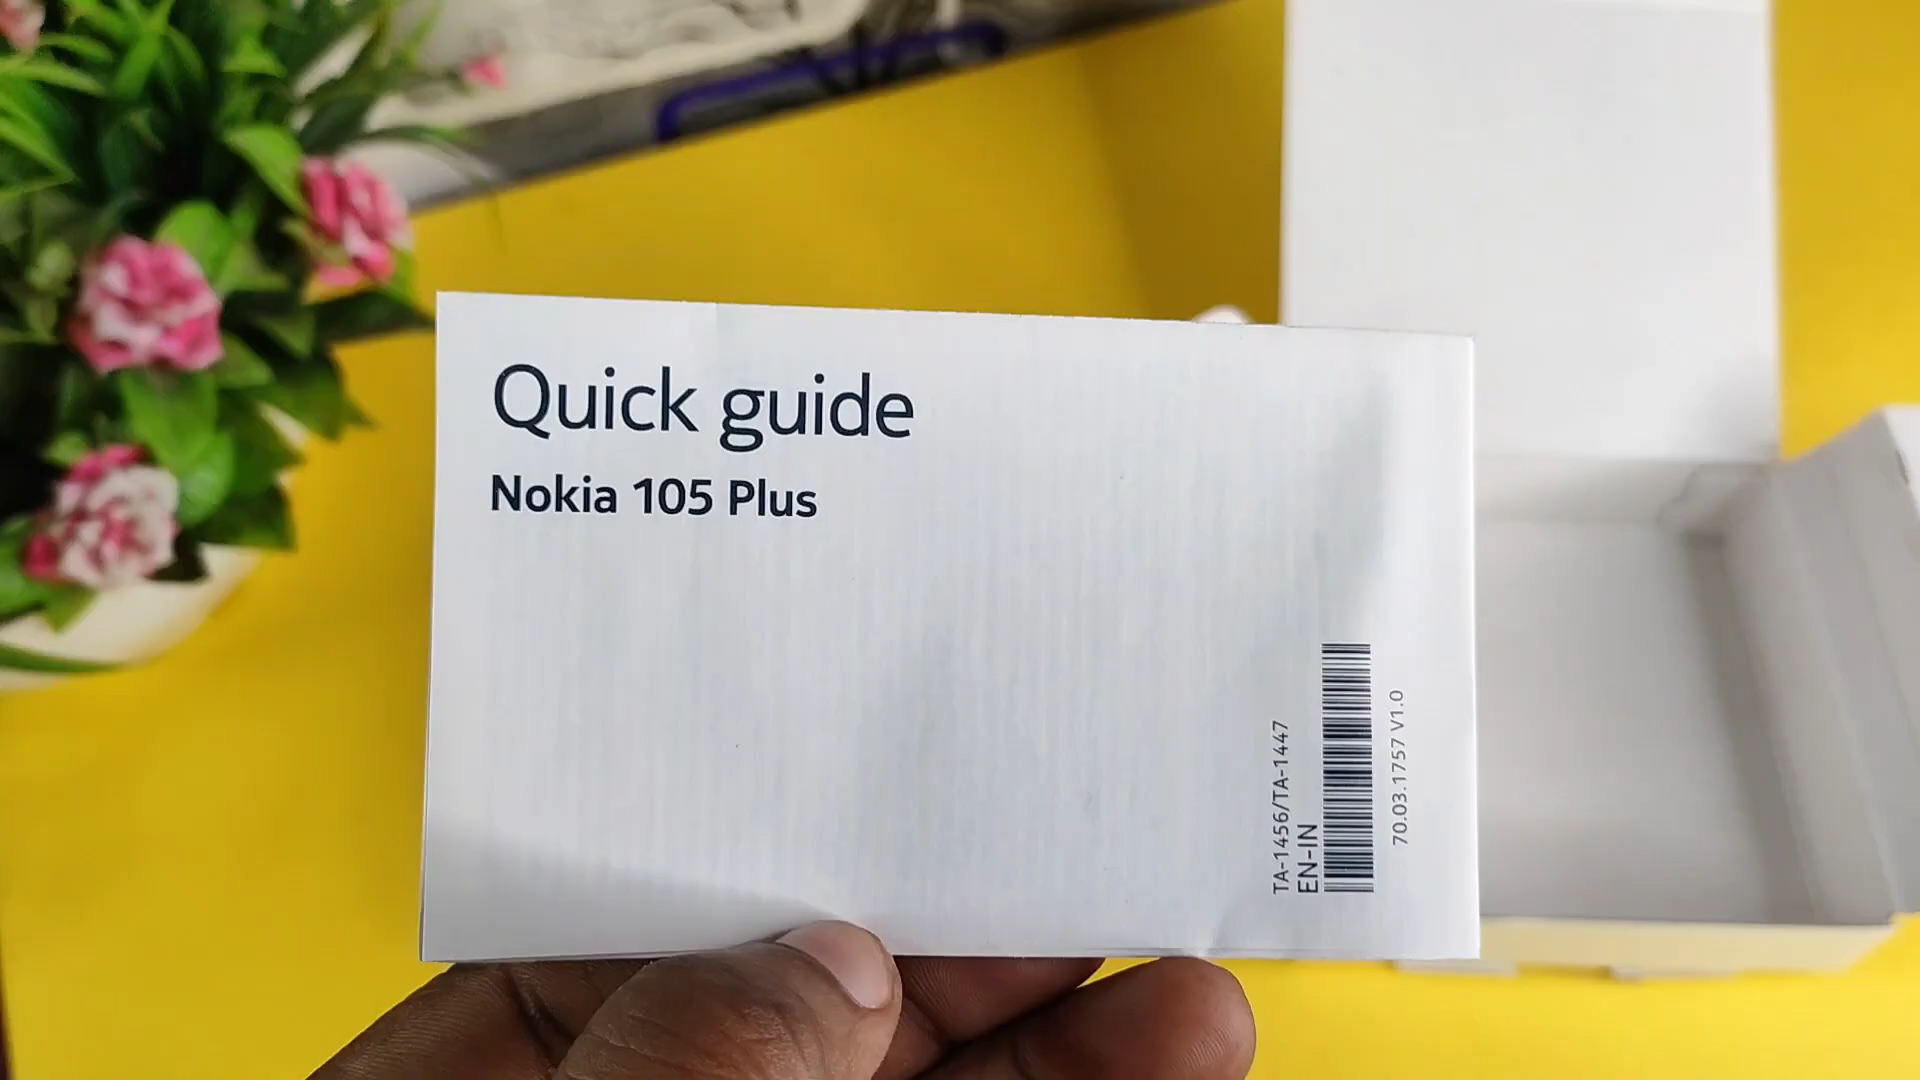 Quick guide
Nokia 105 Plus
TA-1456/TA-1447
EN-IN
70.03.1757 V1.0